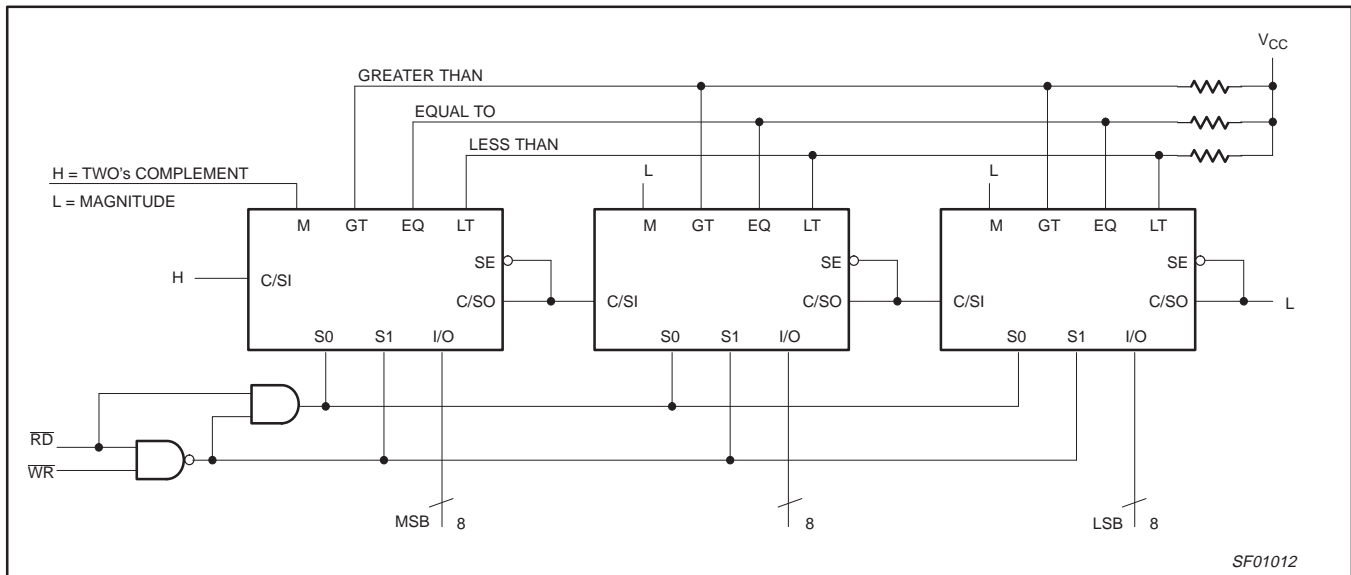 VCC
GREATER THAN
EQUAL TO
LESS THAN
H = TWO's COMPLEMENT
L = MAGNITUDE
L
L
M GT EQ LT
M GT EQ LT
M GT EQ LT
SE
SE
SE
H
C/SI
C/SO
C/SI
C/SO
C/SI
C/SO
L
S0 S1 I/O
S0 S1 I/O
S0 S1 I/O
RD
WR
MSB 8
8
LSB 8
SF01012